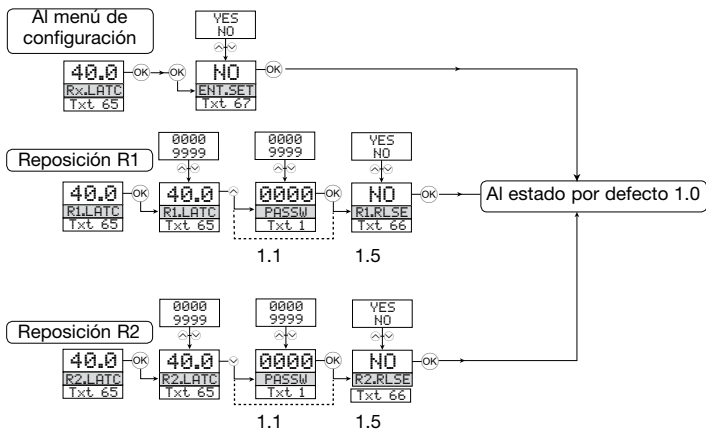 Al menú de
configuración
YES
NO
40.0
Rx.LATC
Txt 65
OK
OK
NO
ENT.SET
Txt 67
OK
Reposición R1
0000
9999
0000
9999
YES
NO
40.0
R1.LATC
Txt 65
OK
40.0
R1.LATC
Txt 65
0000
PASSW
Txt 1
OK
NO
R1.RLSE
Txt 66
OK
Al estado por defecto 1.0
1.1
1.5
Reposición R2
0000
9999
0000
9999
YES
NO
40.0
R2.LATC
Txt 65
OK
40.0
R2.LATC
Txt 65
0000
PASSW
Txt 1
OK
NO
R2.RLSE
Txt 66
OK
1.1
1.5